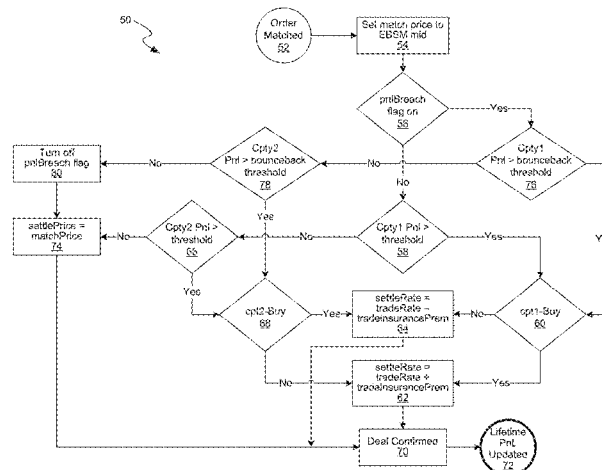 50
Order
Matched
52
Set match price to
EBSM mid
54
pnlBreach
flag on
56
Yes
No
Cpty1
Pnl > bounceback
threshold
76
No
Cpty2
Pnl > bounceback
threshold
78
No
Turn off
pnlBreach flag
80
Yes
Y
settlePrice =
matchPrice
74
No
Cpty2 Pnl >
threshold
66
No
Cpty1 Pnl >
threshold
58
Yes
Yes
cpt2-Buy
68
Yes
settleRate =
tradeRate –
tradeInsurancePrem
64
No
cpt1-Buy
60
No
settleRate =
tradeRate +
tradeInsurancePrem
62
Yes
Deal Confirmed
70
Lifetime
PnL
Updated
72